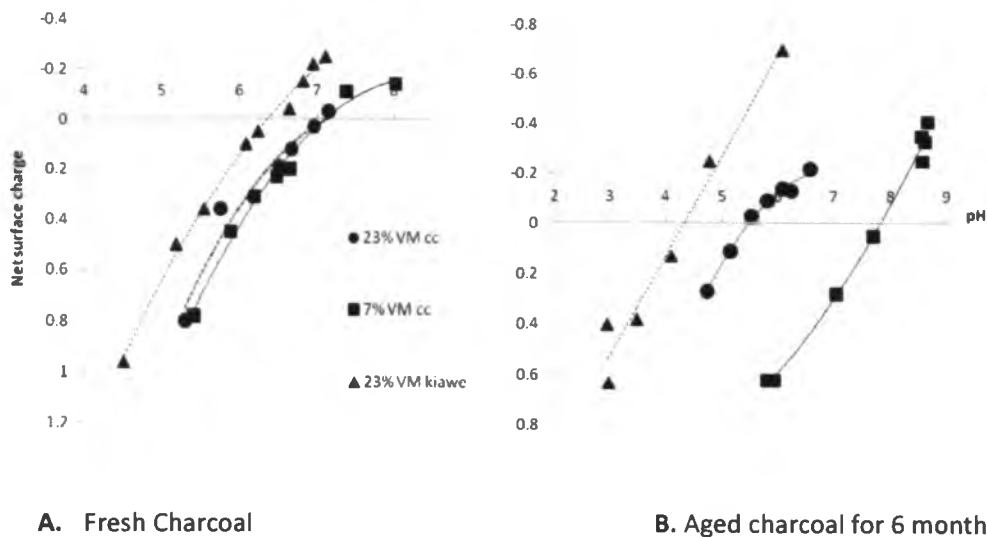 -0.4
-0.2
4 5 6 7 8
0
0.2
0.4
0.6
0.8
1
1.2
Net surface charge
23% VM cc
7% VM cc
23% VM kiawe
-0.8
-0.6
-0.4
-0.2
2 3 4 5 6 7 8 9
0
pH
0.2
0.4
0.6
0.8
A. Fresh Charcoal
B. Aged charcoal for 6 month